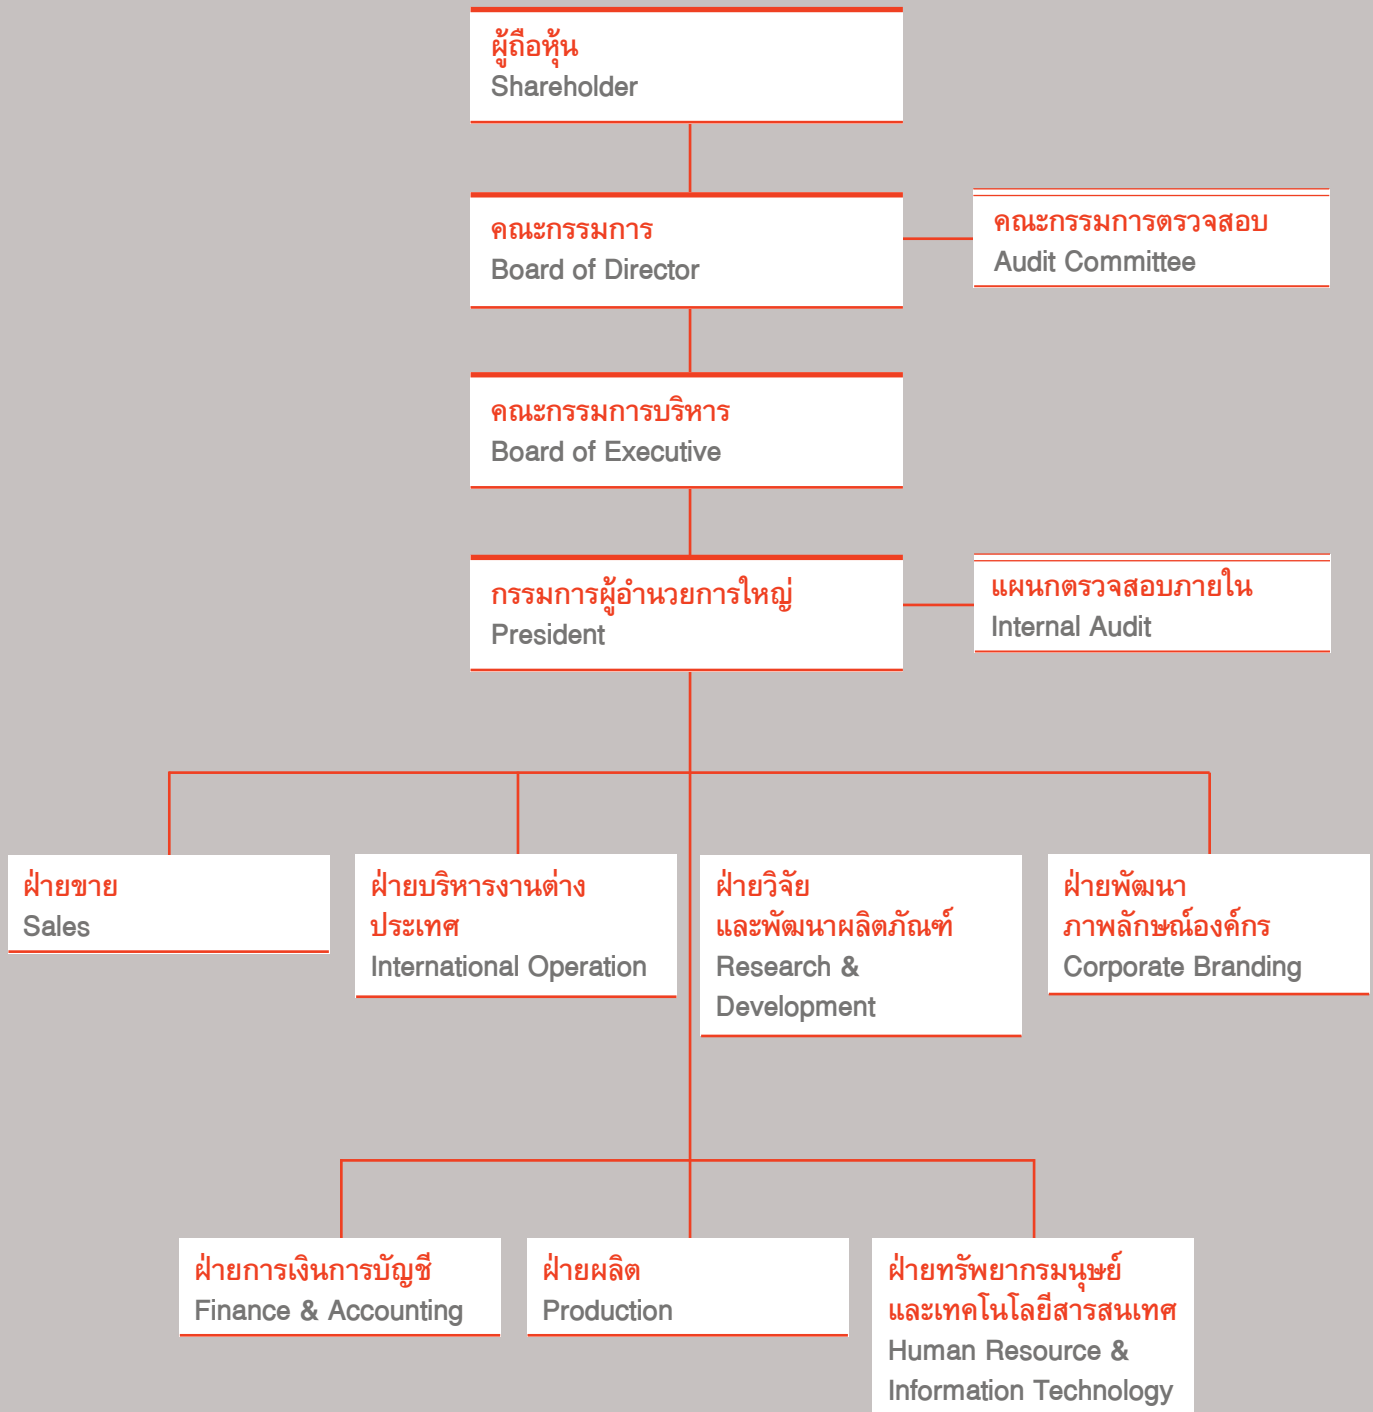 ผู้ถือหุ้น
Shareholder
คณะกรรมการ
Board of Director
คณะกรรมการตรวจสอบ
Audit Committee
คณะกรรมการบริหาร
Board of Executive
กรรมการผู้อำนวยการใหญ่
President
แผนกตรวจสอบภายใน
Internal Audit
ฝ่ายขาย
Sales
ฝ่ายบริหารงานต่าง
ประเทศ
International Operation
ฝ่ายวิจัย
และพัฒนาผลิตภัณฑ์
Research &
Development
ฝ่ายพัฒนา
ภาพลักษณ์องค์กร
Corporate Branding
ฝ่ายการเงินการบัญชี
Finance & Accounting
ฝ่ายผลิต
Production
ฝ่ายทรัพยากรมนุษย์
และเทคโนโลยีสารสนเทศ
Human Resource &
Information Technology